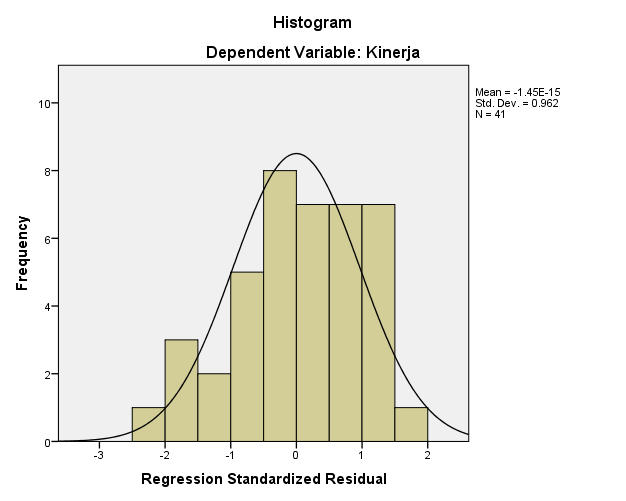 Histogram
Dependent Variable: Kinerja
Mean = -1.45E-15
Std. Dev. = 0.962
N = 41
Frequency
10
8
6
4
2
0
-3 -2 -1 0 1 2
Regression Standardized Residual